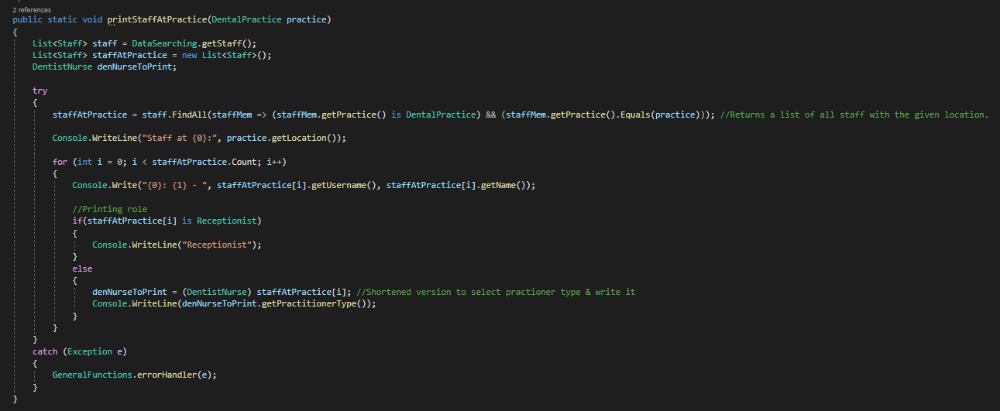 2 references
public static void printStaffAtPractice(DentalPractice practice)
{
List<Staff> staff = DataSearching.getStaff();
List<Staff> staffAtPractice = new List<Staff>();
DentistNurse denNurseToPrint;
try
{
staffAtPractice = staff.FindAll(staffMem => (staffMem.getPractice() is DentalPractice) && (staffMem.getPractice().Equals(practice))); //Returns a list of all staff with the given location.
Console.WriteLine("Staff at {0}:", practice.getLocation());
for (int i = 0; i < staffAtPractice.Count; i++)
{
Console.Write("{0}: {1} - ", staffAtPractice[i].getUsername(), staffAtPractice[i].getName());
//Printing role
if(staffAtPractice[i] is Receptionist)
{
Console.WriteLine("Receptionist");
}
else
{
denNurseToPrint = (DentistNurse) staffAtPractice[i]; //Shortened version to select practioner type & write it
Console.WriteLine(denNurseToPrint.getPractitionerType());
}
}
}
catch (Exception e)
{
GeneralFunctions.errorHandler(e);
}
}